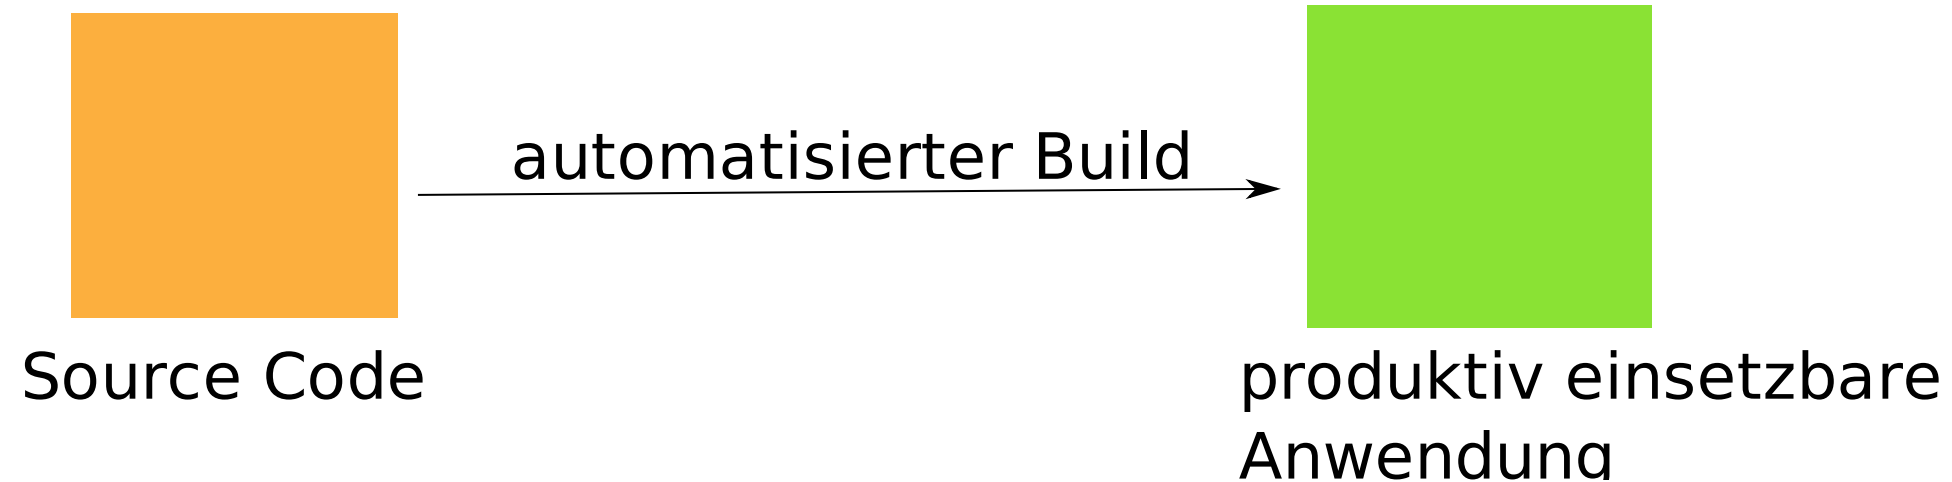 automatisierter Build
Source Code
produktiv einsetzbare
Anwendung